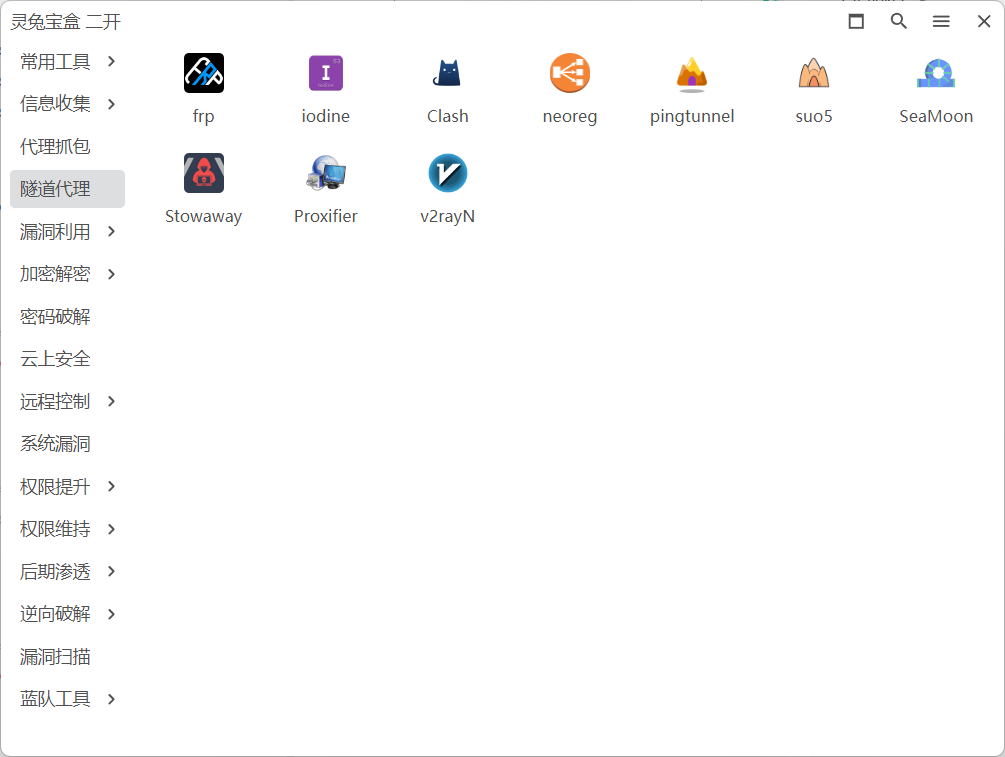 灵兔宝盒 二开
常用工具
信息收集
代理抓包
隧道代理
漏洞利用
加密解密
密码破解
云上安全
远程控制
系统漏洞
权限提升
权限维持
后期渗透
逆向破解
漏洞扫描
蓝队工具
frp
iodine
Clash
neoreg
pingtunnel
suo5
SeaMoon
Stowaway
Proxifier
v2rayN